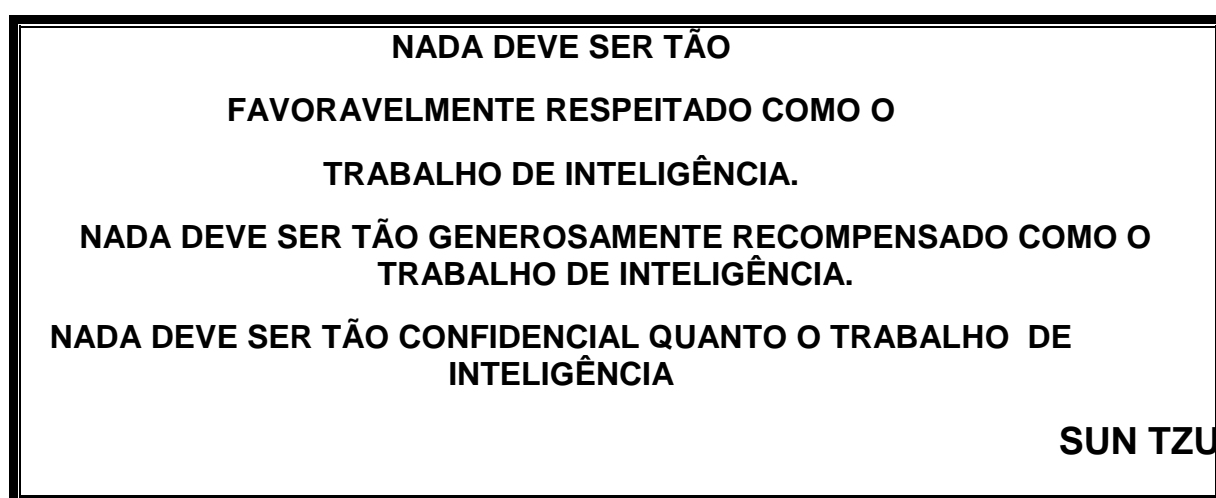 NADA DEVE SER TÃO
FAVORAVELMENTE RESPEITADO COMO O
TRABALHO DE INTELIGÊNCIA.
NADA DEVE SER TÃO GENEROSAMENTE RECOMPENSADO COMO O
TRABALHO DE INTELIGÊNCIA.
NADA DEVE SER TÃO CONFIDENCIAL QUANTO O TRABALHO DE
INTELIGÊNCIA
SUN TZU